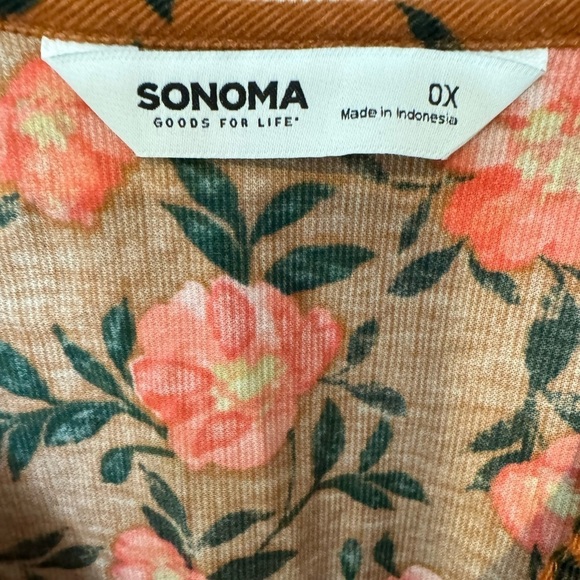 SONOMA
GOODS FOR LIFE®
0X
Made in Indonesia